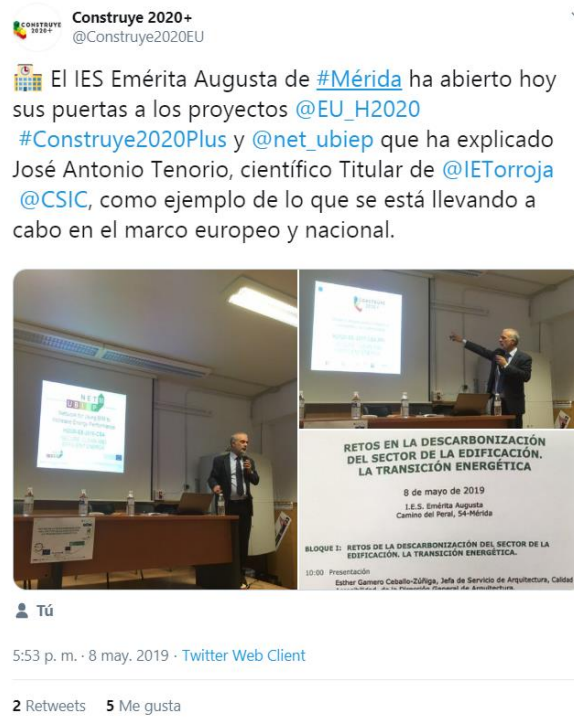 Construye 2020+
@Construye2020EU
El IES Emérita Augusta de #Mérida ha abierto hoy
sus puertas a los proyectos @EU_H2020
#Construye2020Plus y @net_ubiep que ha explicado
José Antonio Tenorio, científico Titular de @IETorroja
@CSIC, como ejemplo de lo que se está llevando a
cabo en el marco europeo y nacional.
NET
UBIEP
CONSTRUYE
2020+
RETOS EN LA DESCARBONIZACIÓN
DEL SECTOR DE LA EDIFICACIÓN.
LA TRANSICIÓN ENERGÉTICA
8 de mayo de 2019
I.E.S. Emérita Augusta
Camino del Peral, 54-Mérida
BLOQUE I: RETOS DE LA DESCARBONIZACIÓN DEL SECTOR DE LA
EDIFICACIÓN. LA TRANSICIÓN ENERGÉTICA.
10:00 Presentación
Esther Gamero Ceballo-Zúñiga, Jefa de Servicio de Arquitectura, Calidad
Tú
5:53 p. m. · 8 may. 2019 · Twitter Web Client
2 Retweets 5 Me gusta